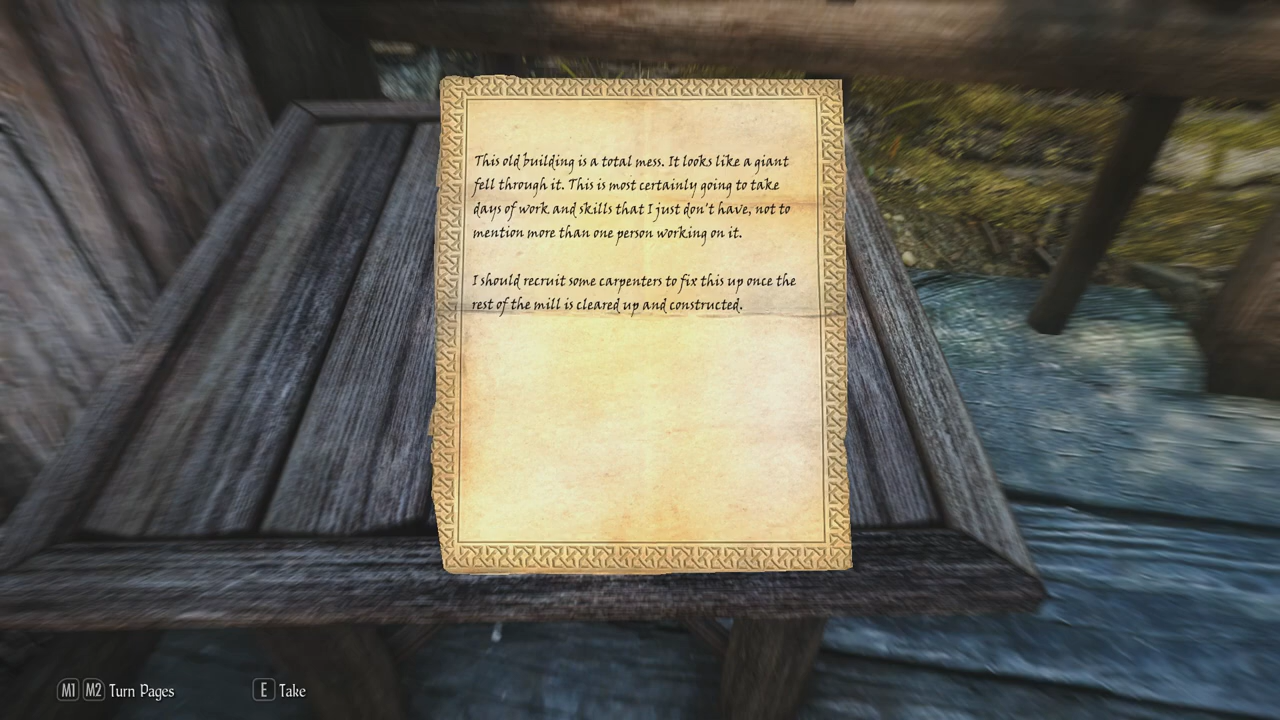 This old building is a total mess. It looks like a giant
fell through it. This is most certainly going to take
days of work and skills that I just don't have, not to
mention more than one person working on it.
I should recruit some carpenters to fix this up once the
rest of the mill is cleared up and constructed.
M1 M2 Turn Pages
E Take